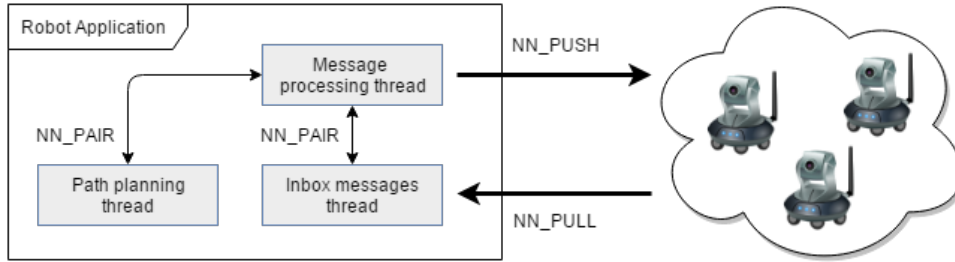 Robot Application
Message
processing thread
NN_PUSH
NN_PAIR
NN_PAIR
Path planning
thread
Inbox messages
thread
NN_PULL